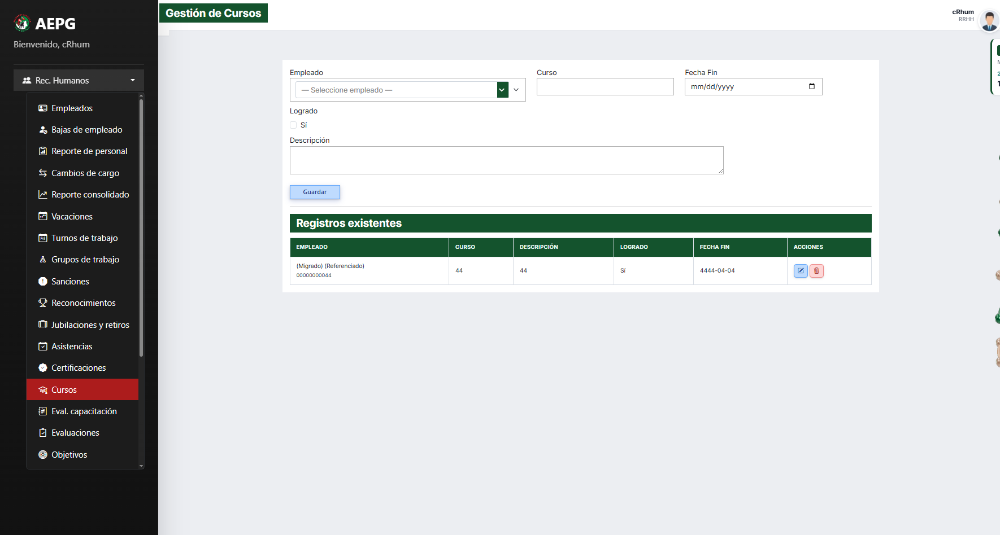 AEPG
Bienvenido, cRhum
Rec. Humanos
Empleados
Bajas de empleado
Reporte de personal
Cambios de cargo
Reporte consolidado
Vacaciones
Turnos de trabajo
Grupos de trabajo
Sanciones
Reconocimientos
Jubilaciones y retiros
Asistencias
Certificaciones
Cursos
Eval. capacitación
Evaluaciones
Objetivos
Gestión de Cursos
cRhum
RRHH
Empleado
— Seleccione empleado —
Curso
Fecha Fin
mm/dd/yyyy
Logrado
Sí
Descripción
Guardar
Registros existentes
EMPLEADO CURSO DESCRIPCIÓN LOGRADO FECHA FIN ACCIONES
(Migrado) (Referenciado)
00000000044
44 44 Sí 4444-04-04